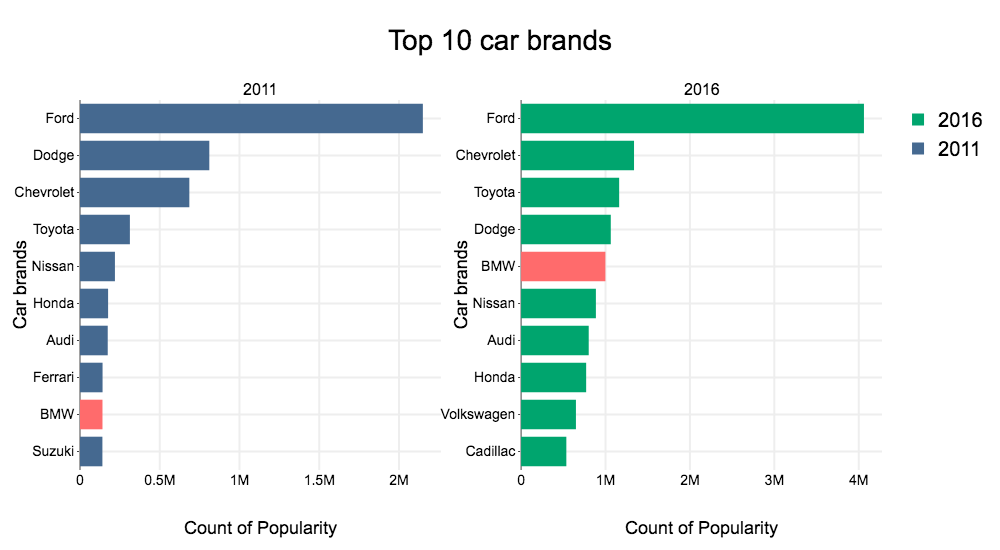 Top 10 car brands
2011
Ford
Dodge
Chevrolet
Toyota
Nissan
Honda
Audi
Ferrari
BMW
Suzuki
Car brands
0 0.5M 1M 1.5M 2M
Count of Popularity
2016
Ford
Chevrolet
Toyota
Dodge
BMW
Nissan
Audi
Honda
Volkswagen
Cadillac
Car brands
0 1M 2M 3M 4M
Count of Popularity
2016
2011